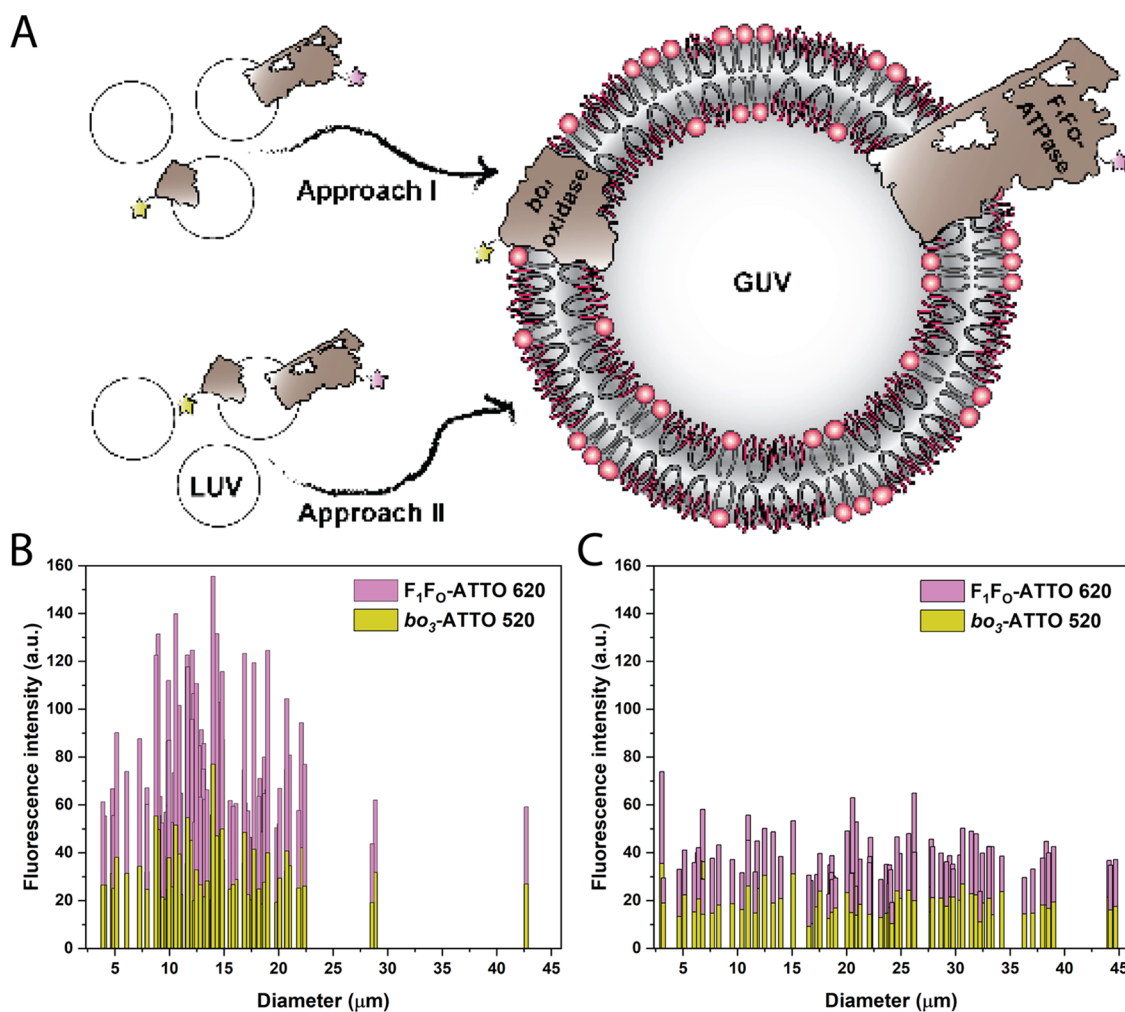 A
Approach I
bo₃
oxidase
F₁FO-
ATPase
GUV
LUV
Approach II
B
160
140
120
100
80
60
40
20
0
Fluorescence intensity (a.u.)
F₁Fₒ-ATTO 620
bo₃-ATTO 520
5
10
15
20
25
30
35
40
45
Diameter (μm)
C
160
140
120
100
80
60
40
20
0
Fluorescence intensity (a.u.)
F₁Fₒ-ATTO 620
bo₃-ATTO 520
5
10
15
20
25
30
35
40
45
Diameter (μm)